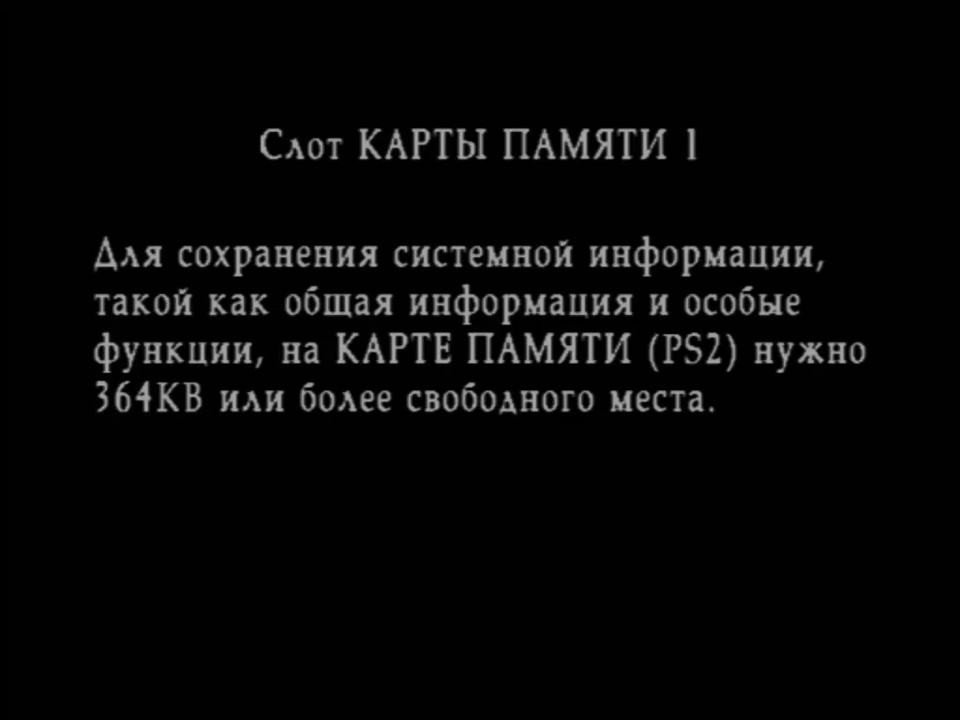 Слот КАРТЫ ПАМЯТИ 1
Для сохранения системной информации,
такой как общая информация и особые
функции, на КАРТЕ ПАМЯТИ (PS2) нужно
364KB или более свободного места.